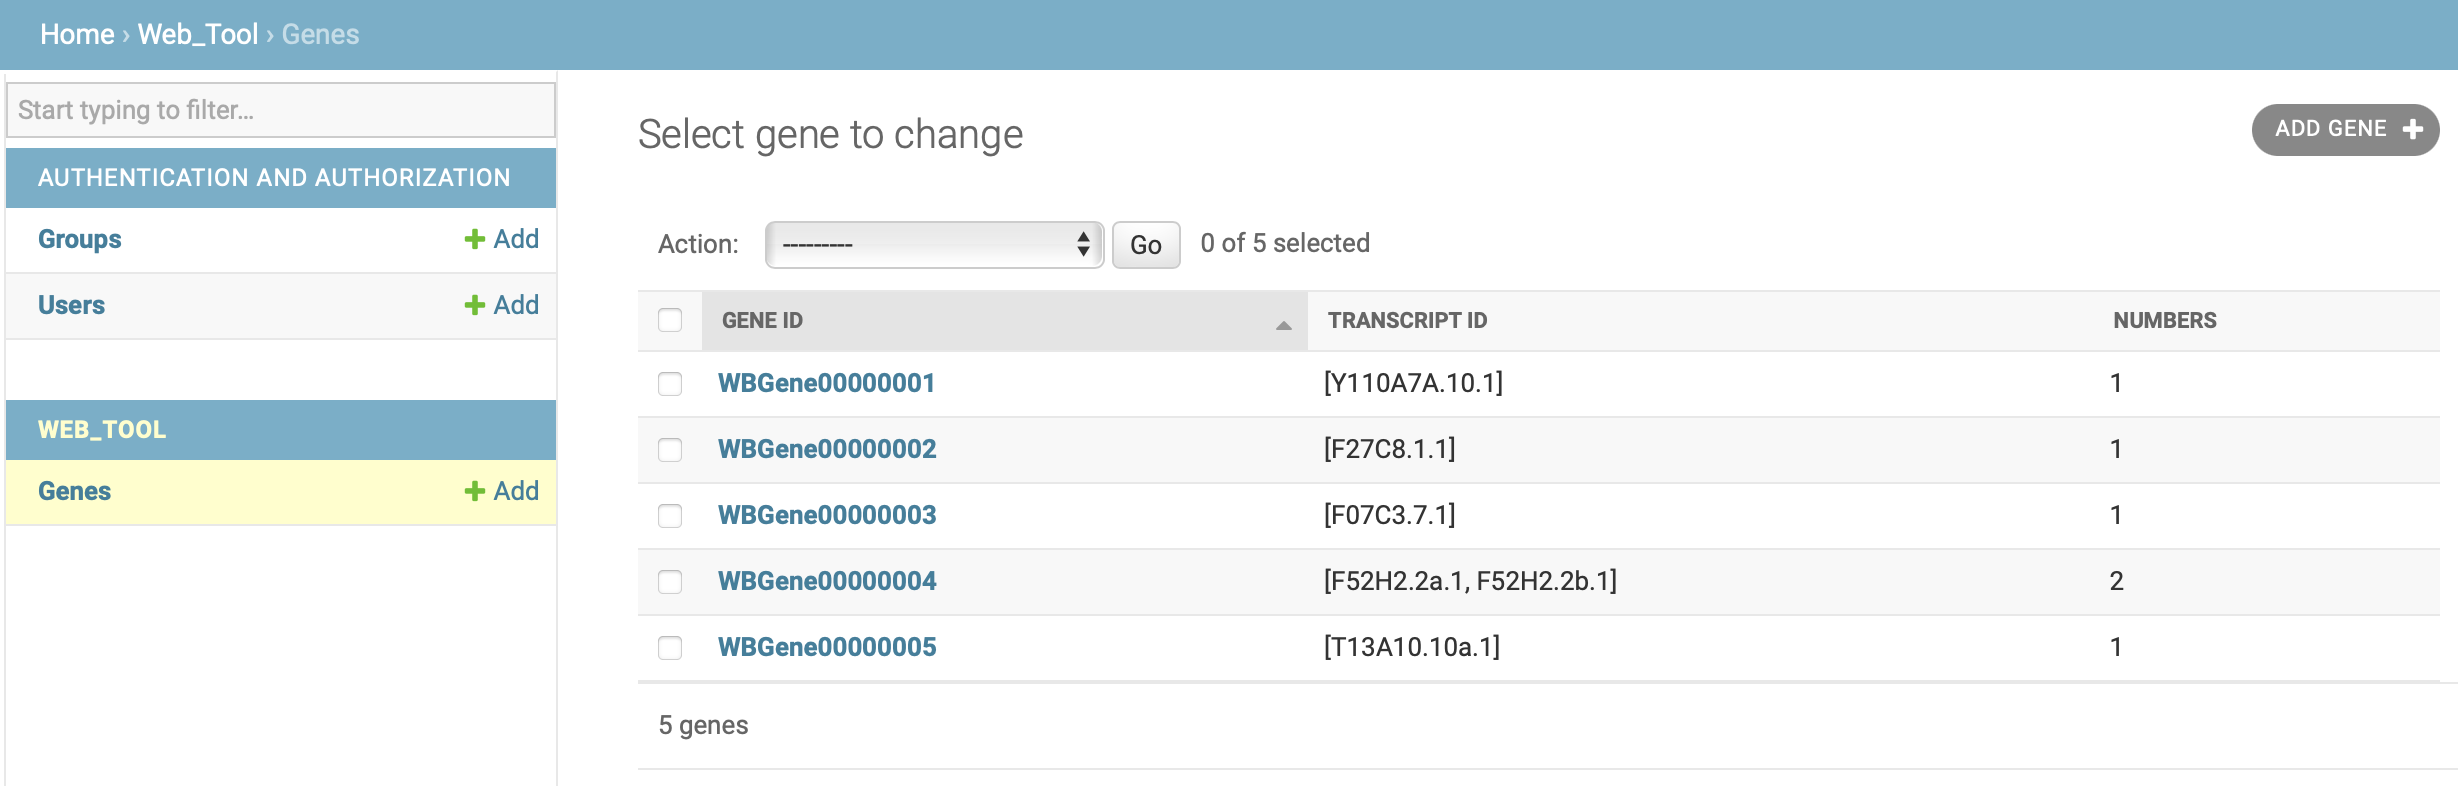 Home › Web_Tool › Genes
Start typing to filter...
AUTHENTICATION AND AUTHORIZATION
Groups + Add
Users + Add
WEB_TOOL
Genes + Add
Select gene to change
ADD GENE +
Action: --------- Go 0 of 5 selected
GENE ID TRANSCRIPT ID NUMBERS
WBGene00000001 [Y110A7A.10.1] 1
WBGene00000002 [F27C8.1.1] 1
WBGene00000003 [F07C3.7.1] 1
WBGene00000004 [F52H2.2a.1, F52H2.2b.1] 2
WBGene00000005 [T13A10.10a.1] 1
5 genes